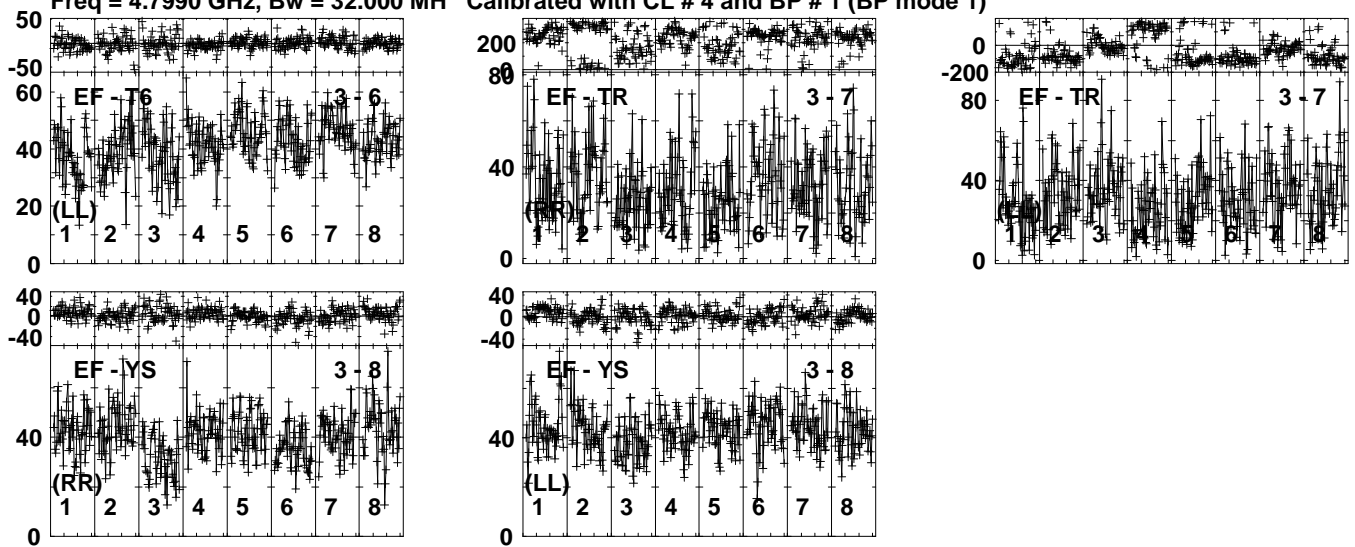 Freq = 4.7990 GHz, Bw = 32.000 MH Calibrated with CL # 4 and BP # 1 (BP mode 1)
50
-50
60
40
20
0
EF - T6 3 - 6
(LL)
1 2 3 4 5 6 7 8
200
0
80
40
0
EF - TR 3 - 7
(RR)
1 2 3 4 5 6 7 8
0
-200
80
40
0
EF - TR 3 - 7
(LL)
1 2 3 4 5 6 7 8
40
0
-40
40
0
EF - YS 3 - 8
(RR)
1 2 3 4 5 6 7 8
40
0
-40
40
0
EF - YS 3 - 8
(LL)
1 2 3 4 5 6 7 8